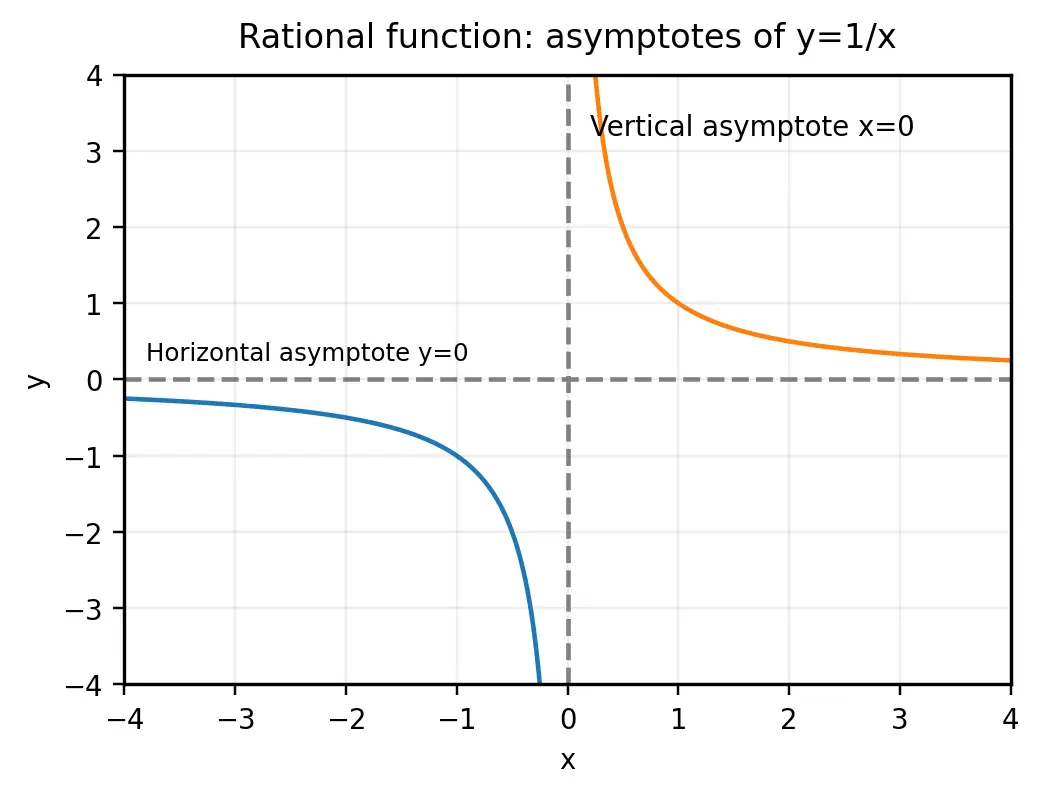 Rational function: asymptotes of y=1/x
4
Vertical asymptote x=0
3
2
1
Horizontal asymptote y=0
0
y
−1
−2
−3
−4
−4 −3 −2 −1 0 1 2 3 4
x